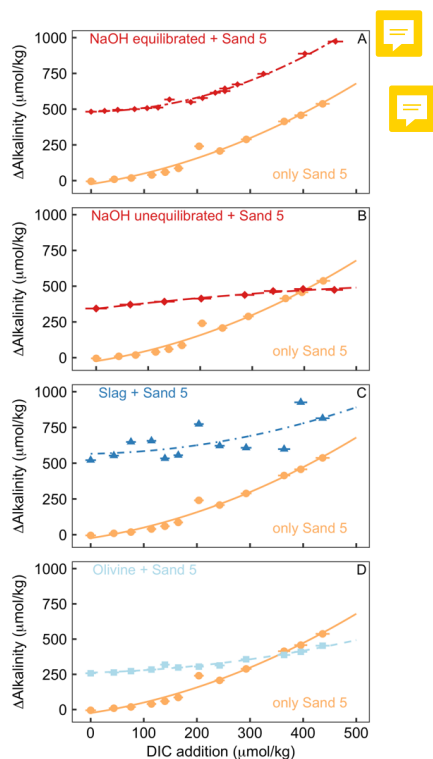 NaOH equilibrated + Sand 5
A
1000
750
500
250
0
ΔAlkalinity (μmol/kg)
only Sand 5
NaOH unequilibrated + Sand 5
B
1000
750
500
250
0
ΔAlkalinity (μmol/kg)
only Sand 5
Slag + Sand 5
C
1000
750
500
250
0
ΔAlkalinity (μmol/kg)
only Sand 5
Olivine + Sand 5
D
1000
750
500
250
0
ΔAlkalinity (μmol/kg)
only Sand 5
0 100 200 300 400 500
DIC addition (μmol/kg)